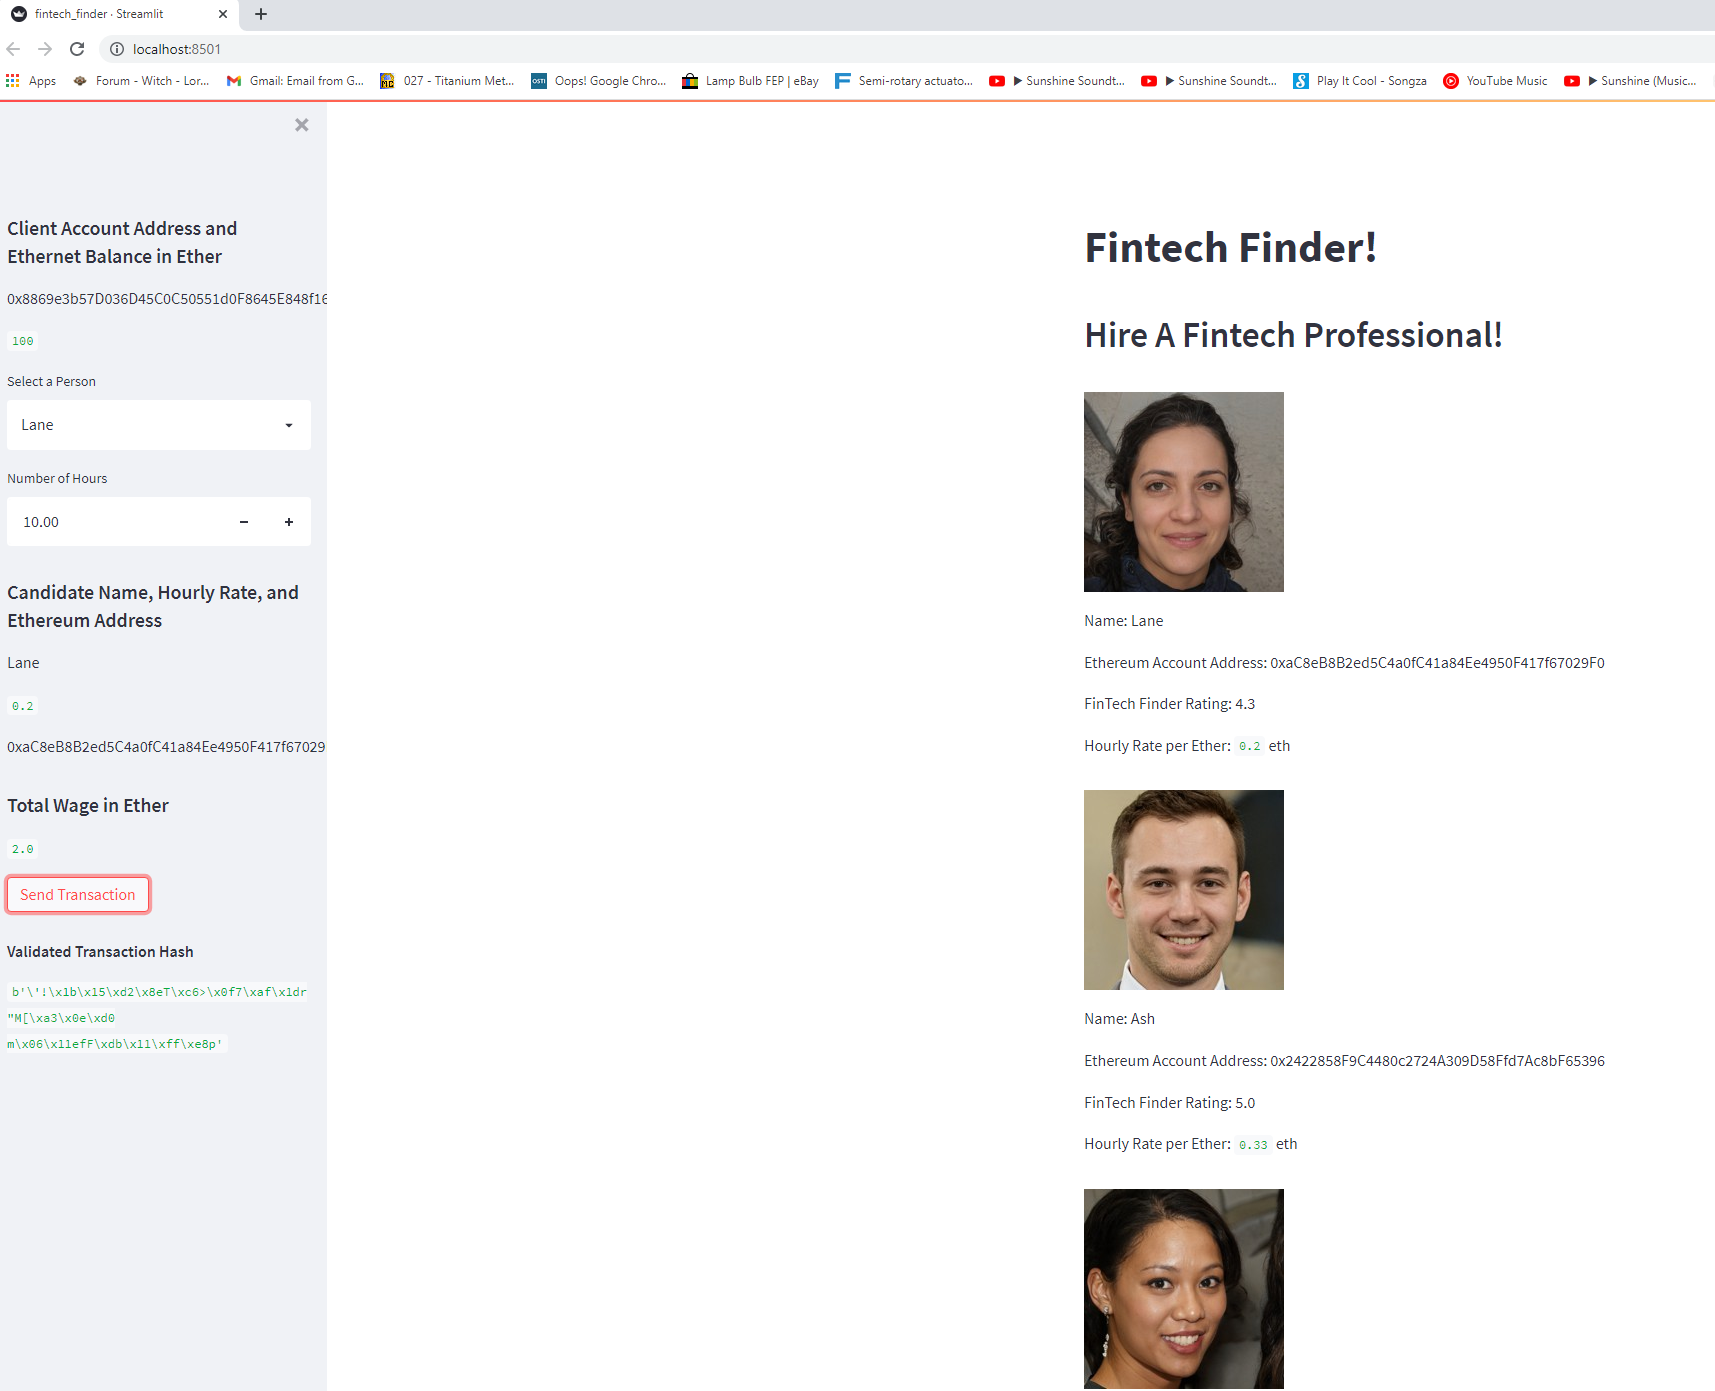 fintech_finder · Streamlit
localhost:8501
Apps
Forum - Witch - Lor...
Gmail: Email from G...
MC
027 - Titanium Met...
OSTI
Oops! Google Chro...
Lamp Bulb FEP | eBay
Semi-rotary actuato...
▶ Sunshine Soundt...
▶ Sunshine Soundt...
Play It Cool - Songza
YouTube Music
▶ Sunshine (Music...
Client Account Address and
Ethernet Balance in Ether
0x8869e3b57D036D45C0C50551d0F8645E848f16
100
Select a Person
Lane
Number of Hours
10.00
Candidate Name, Hourly Rate, and
Ethereum Address
Lane
0.2
0xaC8eB8B2ed5C4a0fC41a84Ee4950F417f67029
Total Wage in Ether
2.0
Send Transaction
Validated Transaction Hash
b'\'!\x1b\x15\xd2\x8eT\xc6>\x0f7\xaf\x1dr
"M[\xa3\x0e\xd0
m\x06\x11efF\xdb\x11\xff\xe8p'
Fintech Finder!
Hire A Fintech Professional!
Name: Lane
Ethereum Account Address: 0xaC8eB8B2ed5C4a0fC41a84Ee4950F417f67029F0
FinTech Finder Rating: 4.3
Hourly Rate per Ether: 0.2 eth
Name: Ash
Ethereum Account Address: 0x2422858F9C4480c2724A309D58Ffd7Ac8bF65396
FinTech Finder Rating: 5.0
Hourly Rate per Ether: 0.33 eth